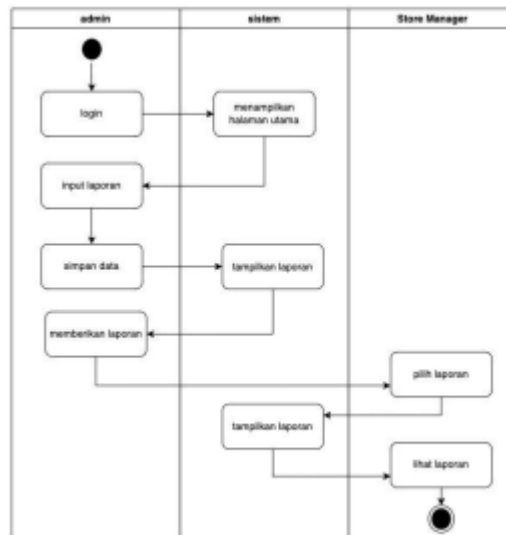 admin
sistem
Store Manager
login
menampilkan
halaman utama
input laporan
simpan data
tampilkan laporan
memberikan laporan
pilih laporan
tampilkan laporan
lihat laporan